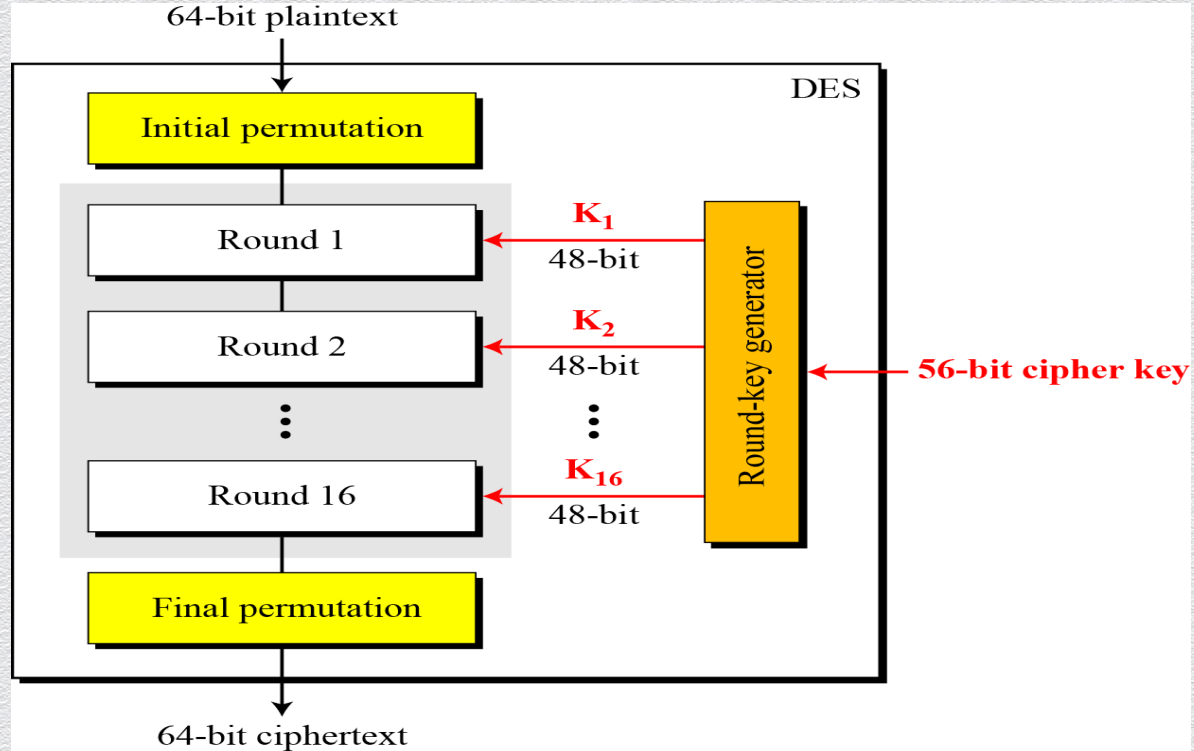 64-bit plaintext
DES
Initial permutation
Round 1
K₁
48-bit
Round 2
K₂
48-bit
Round-key generator
56-bit cipher key
Round 16
K₁₆
48-bit
Final permutation
64-bit ciphertext